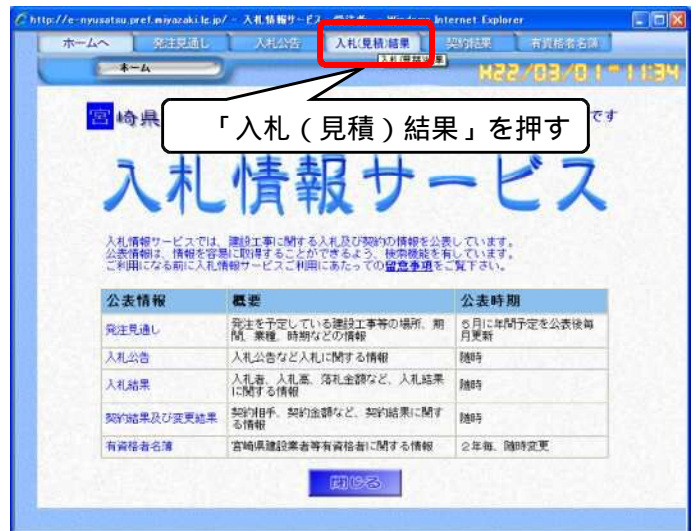 http://e-nyusatsu.pref.miyazaki.lg.jp/ - 入札情報サービス - Windows Internet Explorer
ホームへ 発注見通し 入札公告 入札(見積)結果 契約結果 有資格者名簿
ホーム 入札(見積)結果 H22/03/01-11:34
「入札(見積)結果」を押す
宮崎県 です
入札情報サービス
入札情報サービスでは、建設工事に関する入札及び契約の情報を公表しています。
公表情報は、情報を容易に取得することができるよう、検索機能を有しています。
ご利用になる前に入札情報サービスご利用にあたっての留意事項をご覧下さい。
公表情報 概要 公表時期
発注見通し 発注を予定している建設工事等の場所、期間、業種、時期などの情報 5月に年間予定を公表後毎月更新
入札公告 入札公告など入札に関する情報 随時
入札結果 入札者、入札高、落札金額など、入札結果に関する情報 随時
契約結果及び変更結果 契約相手、契約金額など、契約結果に関する情報 随時
有資格者名簿 宮崎県建設業者等有資格者に関する情報 2年毎、随時変更
閉じる